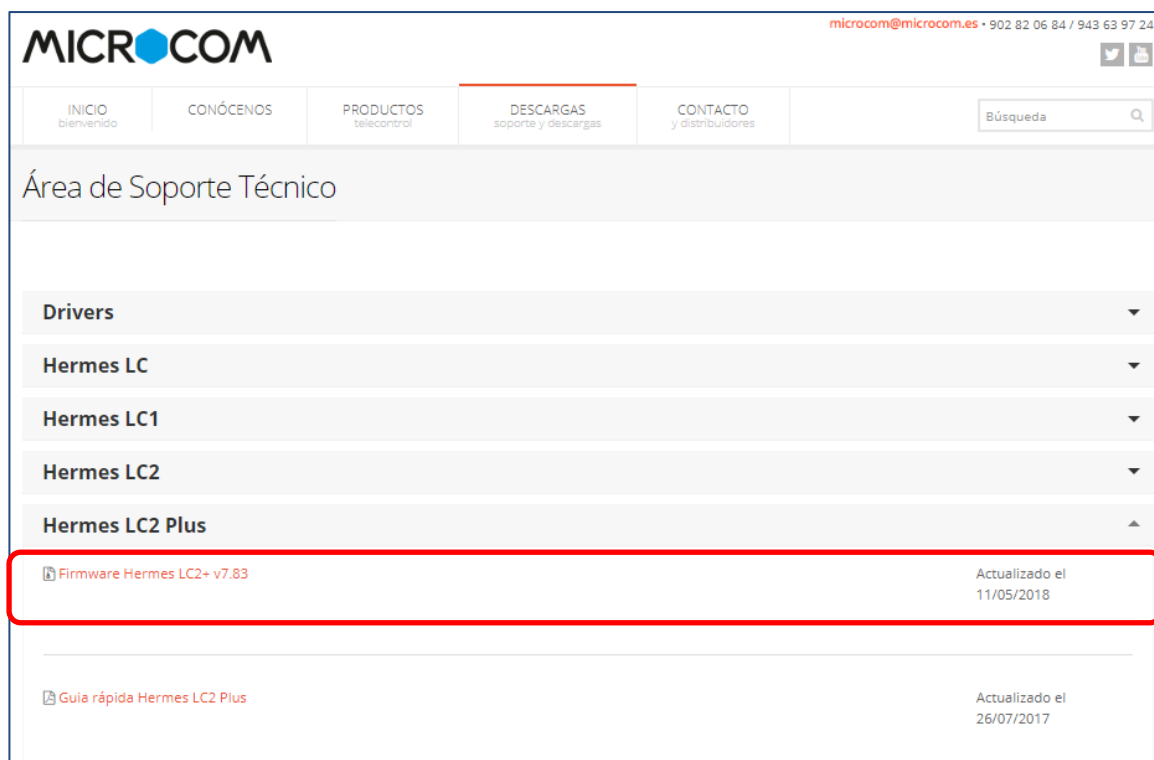 microcom@microcom.es • 902 82 06 84 / 943 63 97 24
MICROCOM
INICIO
bienvenido
CONÓCENOS
PRODUCTOS
telecontrol
DESCARGAS
soporte y descargas
CONTACTO
y distribuidores
Búsqueda
Área de Soporte Técnico
Drivers
Hermes LC
Hermes LC1
Hermes LC2
Hermes LC2 Plus
Firmware Hermes LC2+ v7.83
Actualizado el
11/05/2018
Guia rápida Hermes LC2 Plus
Actualizado el
26/07/2017